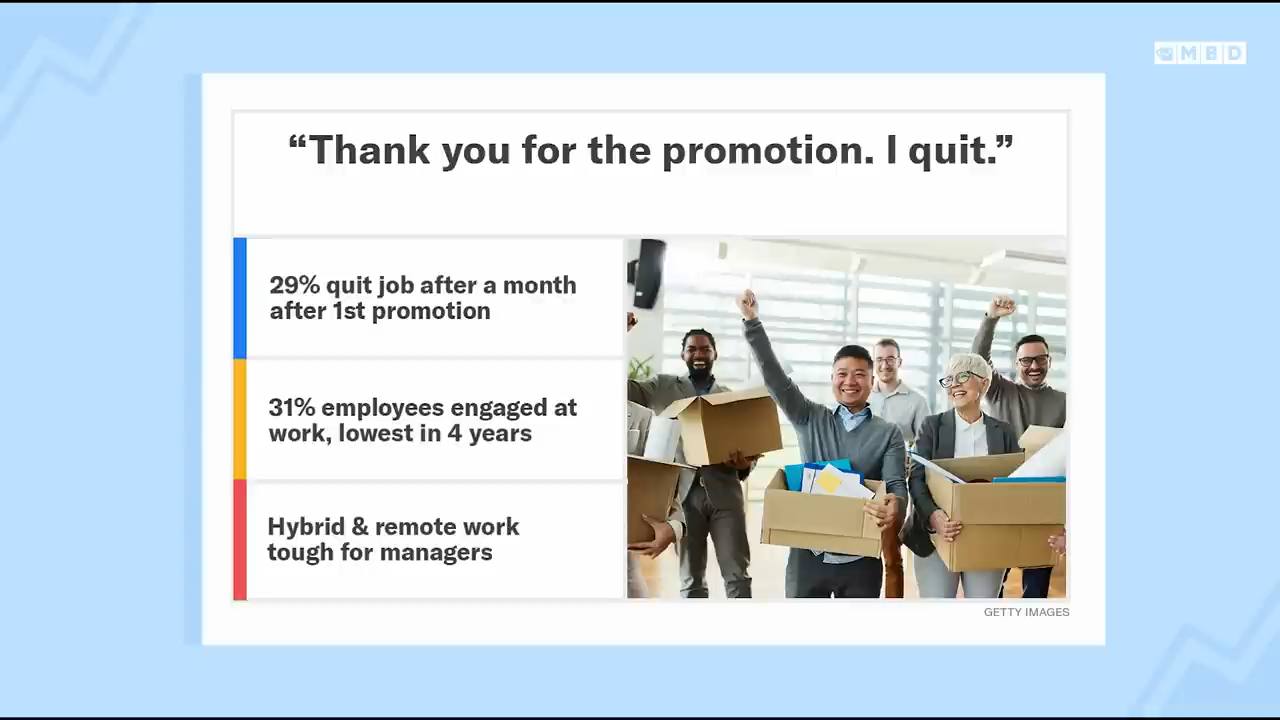 MBD
“Thank you for the promotion. I quit.”
29% quit job after a month
after 1st promotion
31% employees engaged at
work, lowest in 4 years
Hybrid & remote work
tough for managers
GETTY IMAGES